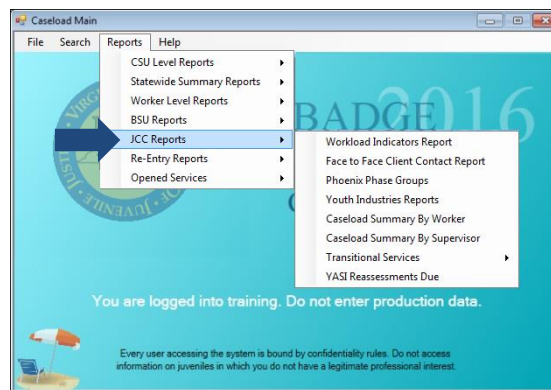 Caseload Main
File Search Reports Help
CSU Level Reports
Statewide Summary Reports
Worker Level Reports
BSU Reports
JCC Reports
Re-Entry Reports
Opened Services
Workload Indicators Report
Face to Face Client Contact Report
Phoenix Phase Groups
Youth Industries Reports
Caseload Summary By Worker
Caseload Summary By Supervisor
Transitional Services
YASI Reassessments Due
BADGE 2016
You are logged into training. Do not enter production data.
Every user accessing the system is bound by confidentiality rules. Do not access
information on juveniles in which you do not have a legitimate professional interest.